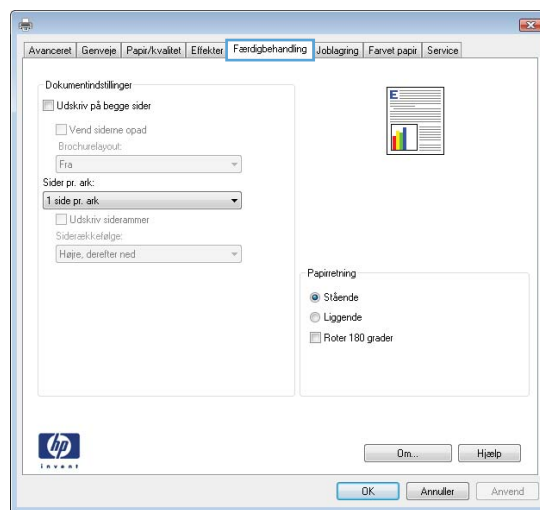 Avanceret Genveje Papir/kvalitet Effekter Færdigbehandling Joblagring Farvet papir Service
Dokumentindstillinger
Udskriv på begge sider
Vend siderne opad
Brochurelayout:
Fra
Sider pr. ark:
1 side pr. ark
Udskriv siderammer
Siderækkefølge:
Højre, derefter ned
E
Papirretning
Stående
Liggende
Roter 180 grader
hp
invent
Om... Hjælp
OK Annuller Anvend